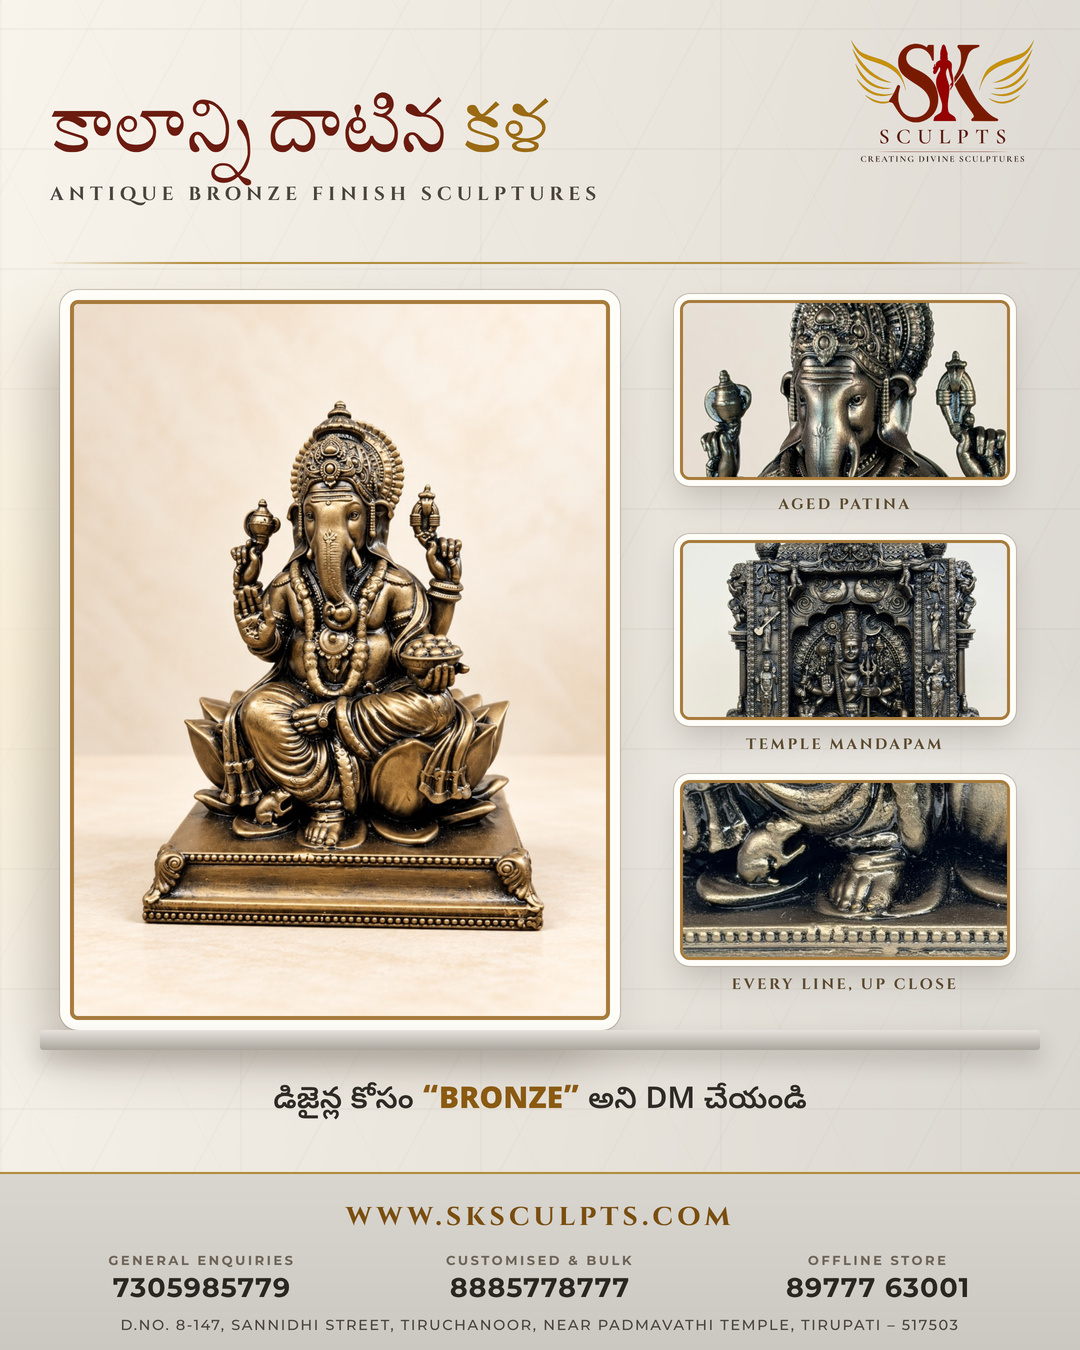 SK
SCULPTS
CREATING DIVINE SCULPTURES
కాలాన్ని దాటిన కళ
ANTIQUE BRONZE FINISH SCULPTURES
AGED PATINA
TEMPLE MANDAPAM
EVERY LINE, UP CLOSE
డిజైన్ల కోసం “BRONZE” అని DM చేయండి
WWW.SKSCULPTS.COM
GENERAL ENQUIRIES
7305985779
CUSTOMISED & BULK
8885778777
OFFLINE STORE
89777 63001
D.NO. 8-147, SANNIDHI STREET, TIRUCHANOOR, NEAR PADMAVATHI TEMPLE, TIRUPATI – 517503